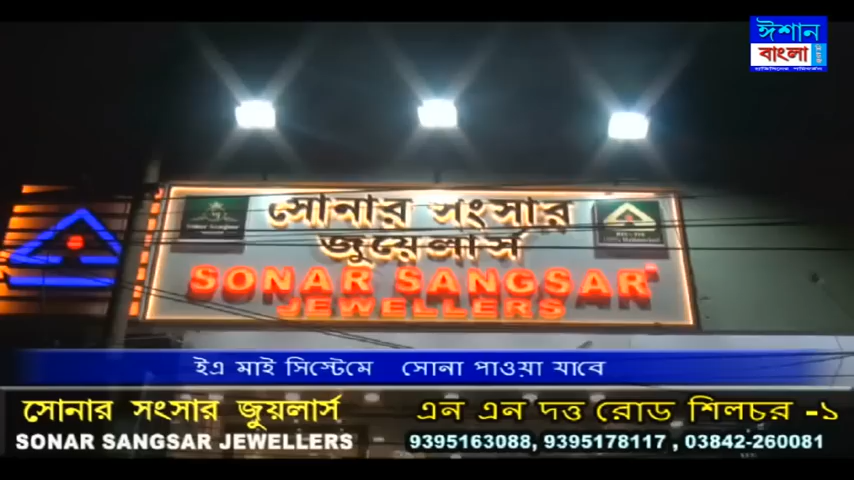 ঈশান
বাংলা
সোনার সংসার
জুয়েলার্স
SONAR SANGSAR
JEWELLERS
ইএ মাই সিস্টেমে সোনা পাওয়া যাবে
সোনার সংসার জুয়লার্স এন এন দত্ত রোড শিলচর -১
SONAR SANGSAR JEWELLERS 9395163088, 9395178117 , 03842-260081